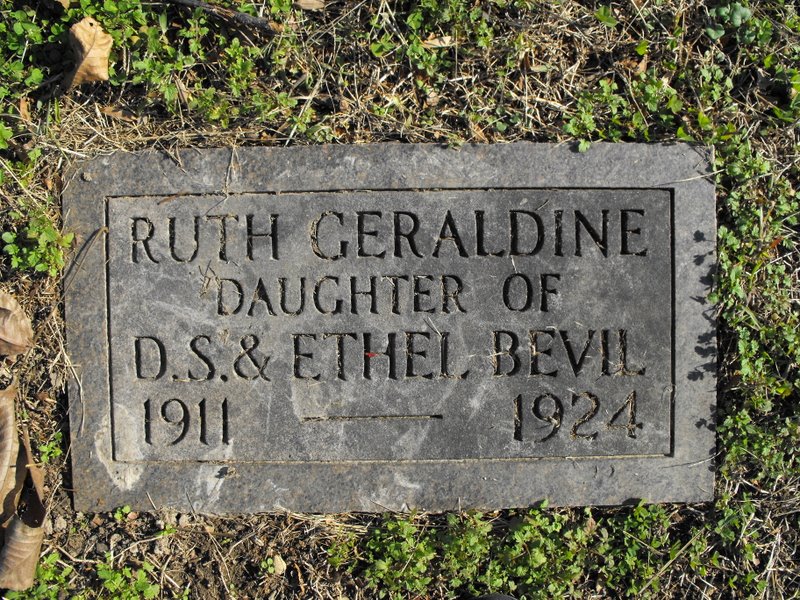 RUTH GERALDINE
DAUGHTER OF
D.S. & ETHEL BEVIL
1911 — 1924